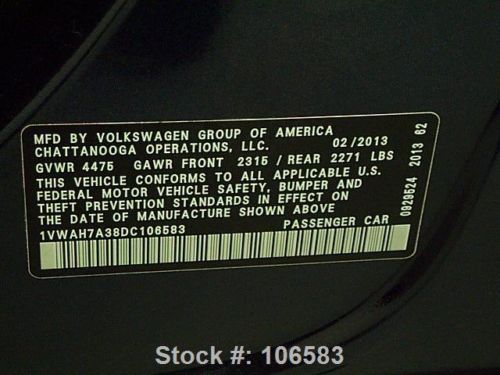 MFD BY VOLKSWAGEN GROUP OF AMERICA
CHATTANOOGA OPERATIONS, LLC. 02/2013
GVWR 4475 GAWR FRONT 2315/REAR 2271 LBS
THIS VEHICLE CONFORMS TO ALL APPLICABLE U.S.
FEDERAL MOTOR VEHICLE SAFETY, BUMPER AND
THEFT PREVENTION STANDARDS IN EFFECT ON
THE DATE OF MANUFACTURE SHOWN ABOVE
1VWAH7A38DC106583 PASSENGER CAR
0929524 2013 62
Stock #: 106583